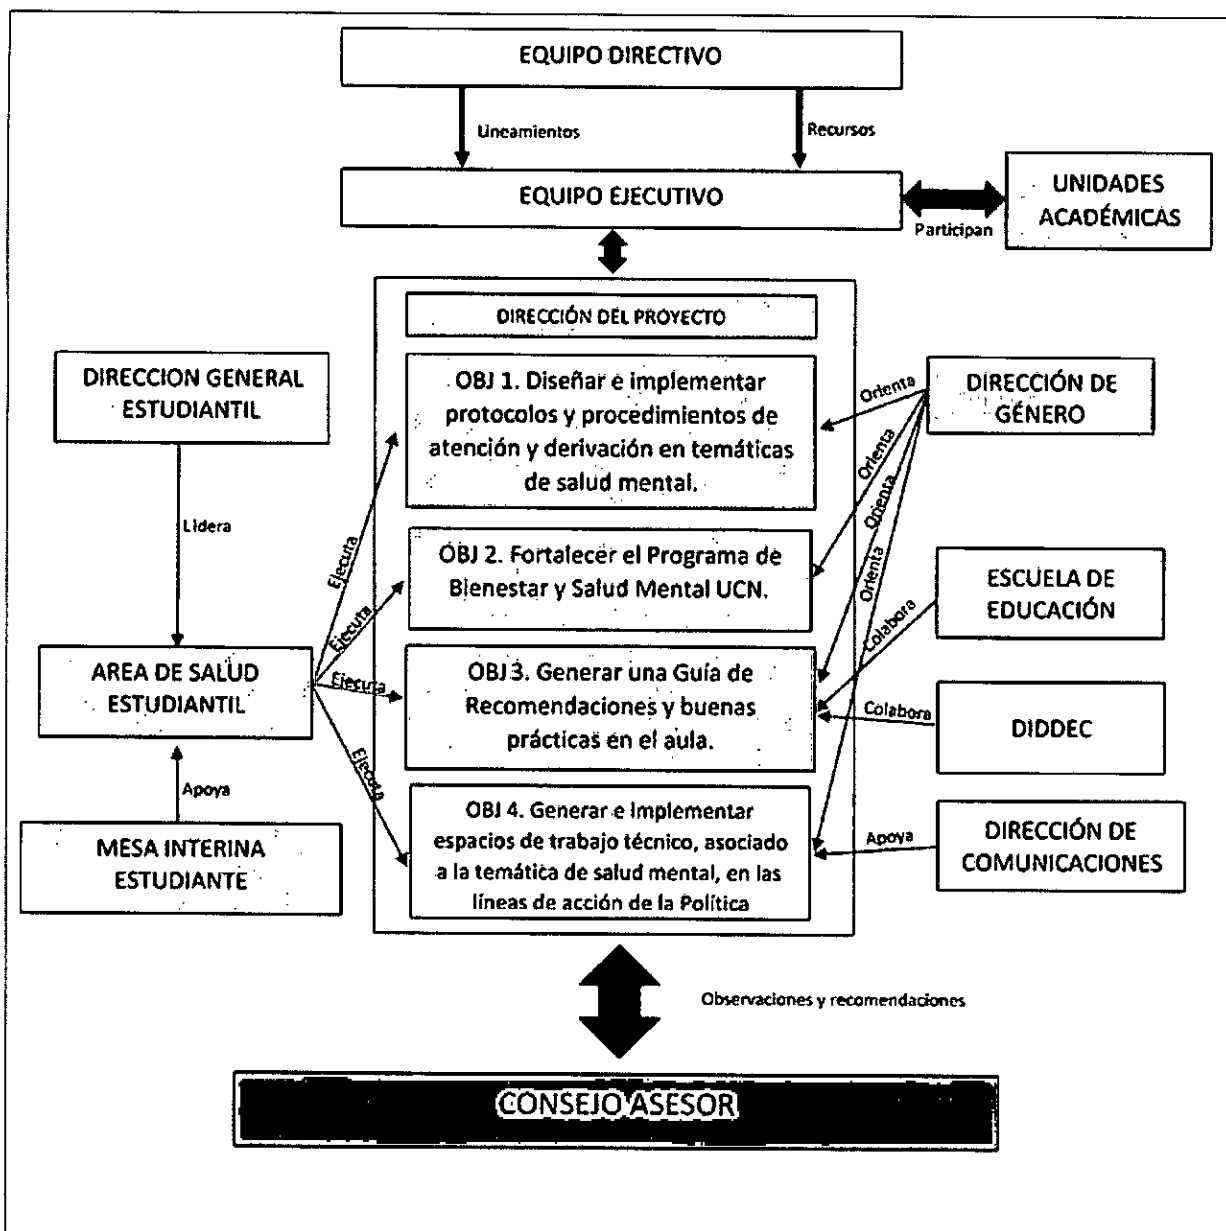 EQUIPO DIRECTIVO
Lineamientos
Recursos
EQUIPO EJECUTIVO
UNIDADES
ACADÉMICAS
Participan
DIRECCIÓN DEL PROYECTO
DIRECCION GENERAL
ESTUDIANTIL
OBJ 1. Diseñar e implementar
protocolos y procedimientos de
atención y derivación en temáticas
de salud mental.
Orienta
DIRECCIÓN DE
GÉNERO
Orienta
Orienta
Orienta
Lidera
Ejecuta
OBJ 2. Fortalecer el Programa de
Bienestar y Salud Mental UCN.
ESCUELA DE
EDUCACIÓN
Ejecuta
Colabora
AREA DE SALUD
ESTUDIANTIL
Ejecuta
OBJ 3. Generar una Guía de
Recomendaciones y buenas
prácticas en el aula.
Colabora
DIDDEC
Ejecuta
Apoya
MESA INTERINA
ESTUDIANTE
OBJ 4. Generar e Implementar
espacios de trabajo técnico, asociado
a la temática de salud mental, en las
líneas de acción de la Política
Apoya
DIRECCIÓN DE
COMUNICACIONES
Observaciones y recomendaciones
CONSEJO ASESOR